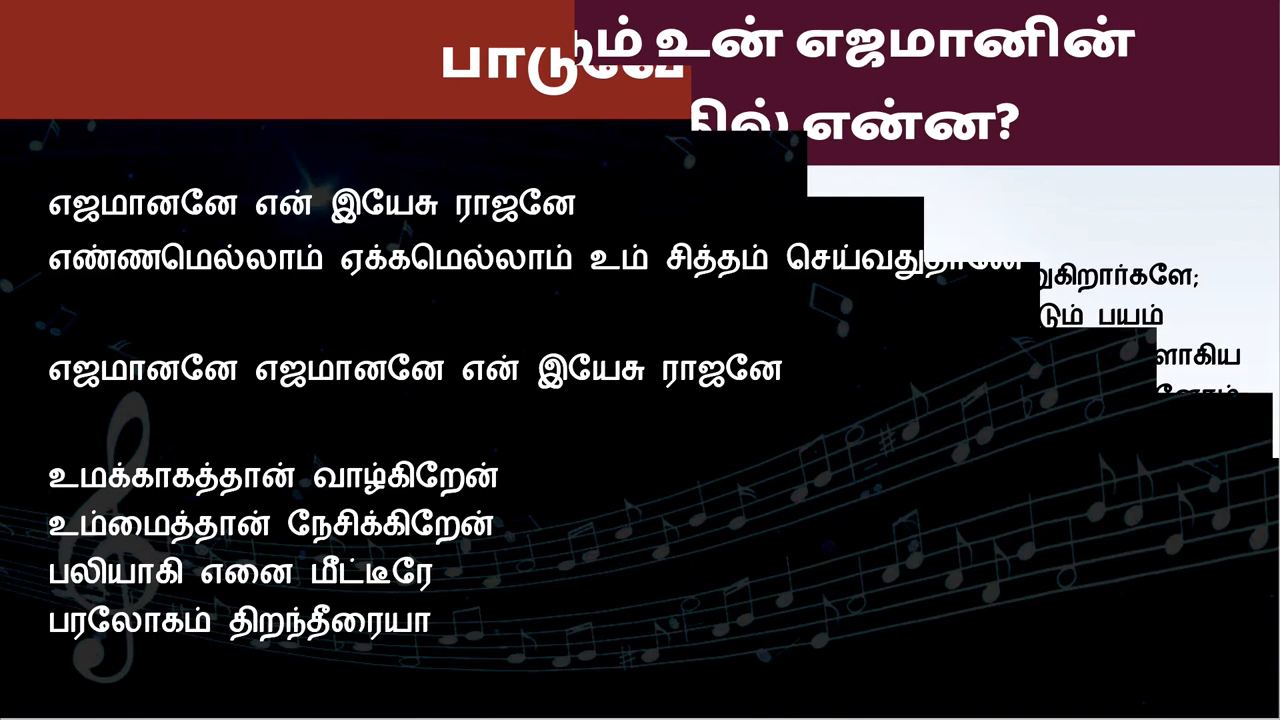 உன் எஜமானின்
என்ன?
எஜமானனே என் இயேசு ராஜனே
எண்ணமெல்லாம் ஏக்கமெல்லாம் உம் சித்தம் செய்வதுதானே
எஜமானனே எஜமானனே என் இயேசு ராஜனே
உமக்காகத்தான் வாழ்கிறேன்
உம்மைத்தான் நேசிக்கிறேன்
பலியாகி எனை மீட்டீரே
பரலோகம் திறந்தீரையா
பயம்